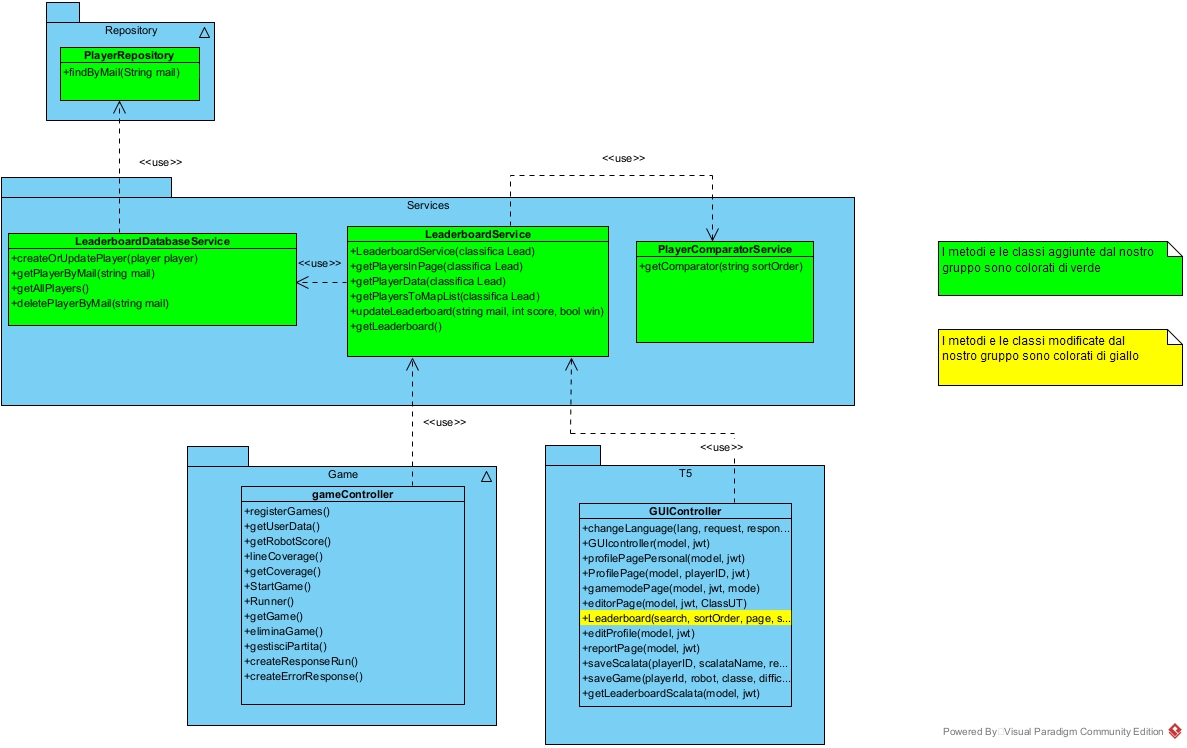 Repository
PlayerRepository
+findByMail(String mail)
<<use>>
<<use>>
Services
LeaderboardDatabaseService
+createOrUpdatePlayer(player player)
+getPlayerByMail(string mail)
+getAllPlayers()
+deletePlayerByMail(string mail)
<<use>>
LeaderboardService
+LeaderboardService(classifica Lead)
+getPlayersInPage(classifica Lead)
+getPlayerData(classifica Lead)
+getPlayersToMapList(classifica Lead)
+updateLeaderboard(string mail, int score, bool win)
+getLeaderboard()
PlayerComparatorService
+getComparator(string sortOrder)
I metodi e le classi aggiunte dal nostro
gruppo sono colorati di verde
I metodi e le classi modificate dal
nostro gruppo sono colorati di giallo
<<use>>
<<use>>
Game
gameController
+registerGames()
+getUserData()
+getRobotScore()
+lineCoverage()
+getCoverage()
+StartGame()
+Runner()
+getGame()
+eliminaGame()
+gestisciPartita()
+createResponseRun()
+createErrorResponse()
T5
GUIController
+changeLanguage(lang, request, respon...
+GUIcontroller(model, jwt)
+profilePagePersonal(model, jwt)
+ProfilePage(model, playerID, jwt)
+gamemodePage(model, jwt, mode)
+editorPage(model, jwt, ClassUT)
+Leaderboard(search, sortOrder, page, s...
+editProfile(model, jwt)
+reportPage(model, jwt)
+saveScalata(playerID, scalataName, re...
+saveGame(playerId, robot, classe, diffic...
+getLeaderboardScalata(model, jwt)
Powered By Visual Paradigm Community Edition